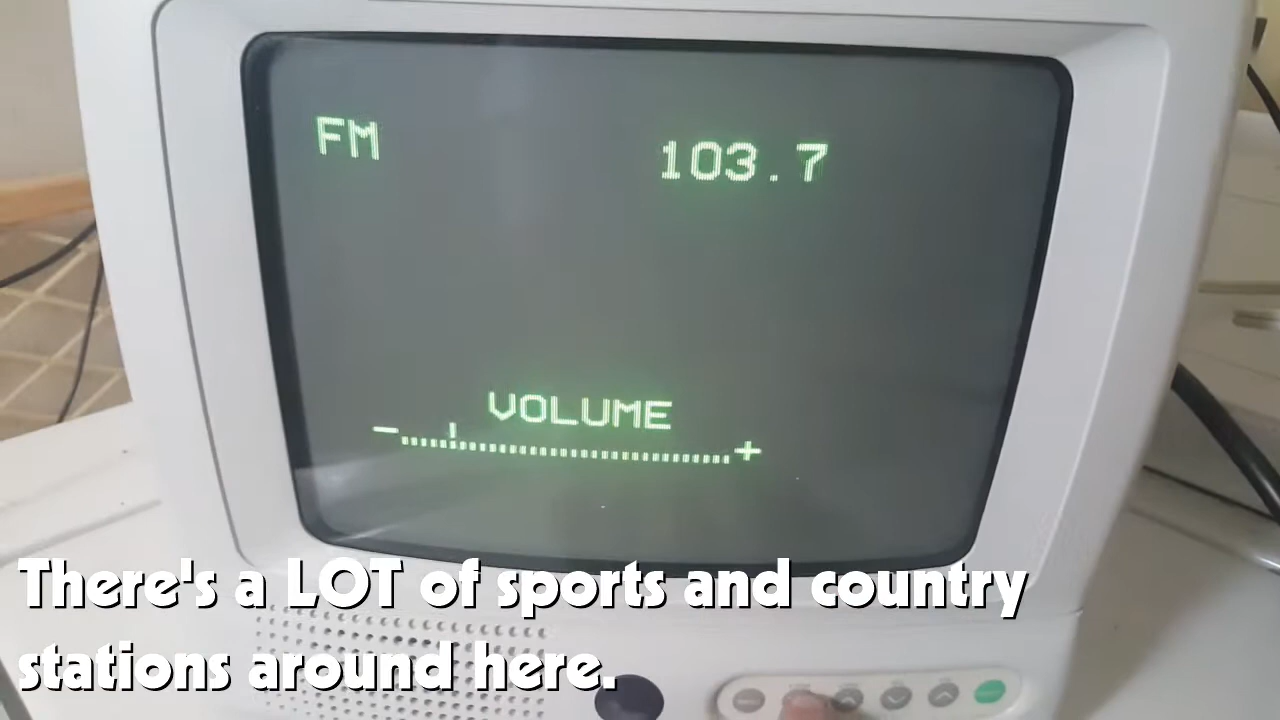 FM 103.7
VOLUME
- +
There's a LOT of sports and country
stations around here.